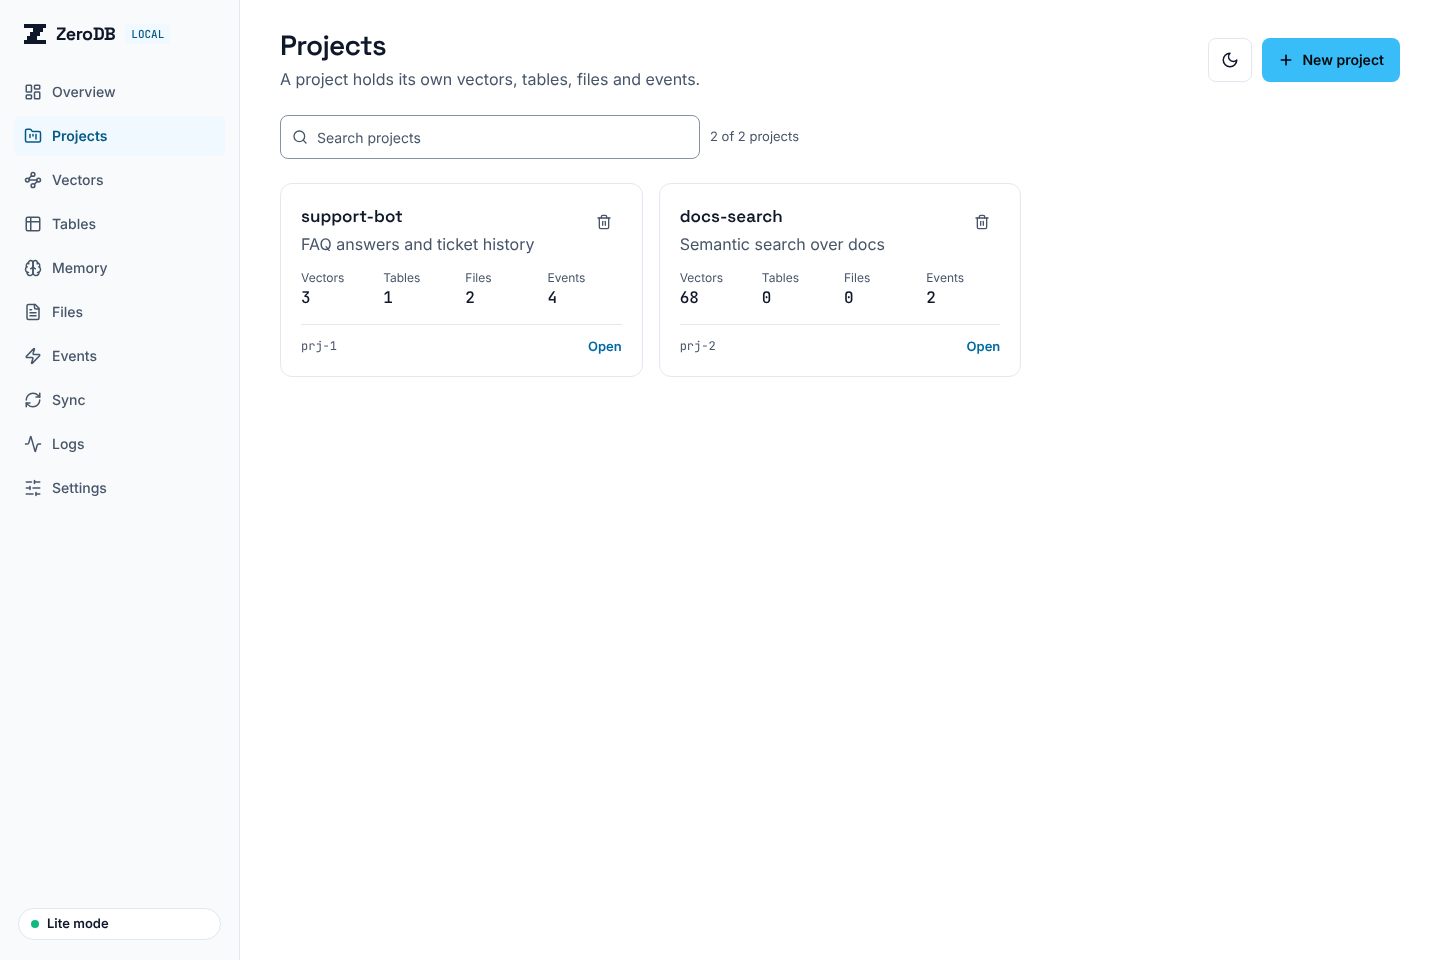 ZeroDB LOCAL
Overview
Projects
Vectors
Tables
Memory
Files
Events
Sync
Logs
Settings
Lite mode
Projects
A project holds its own vectors, tables, files and events.
New project
Search projects
2 of 2 projects
support-bot
FAQ answers and ticket history
Vectors Tables Files Events
3 1 2 4
prj-1 Open
docs-search
Semantic search over docs
Vectors Tables Files Events
68 0 0 2
prj-2 Open